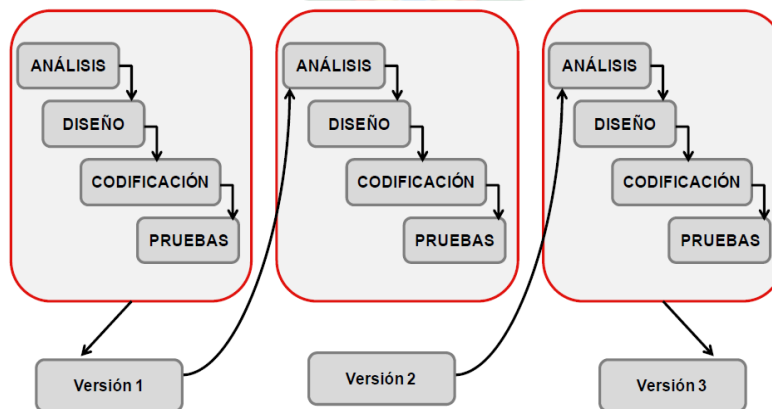 ANÁLISIS
DISEÑO
CODIFICACIÓN
PRUEBAS
ANÁLISIS
DISEÑO
CODIFICACIÓN
PRUEBAS
ANÁLISIS
DISEÑO
CODIFICACIÓN
PRUEBAS
Versión 1
Versión 2
Versión 3